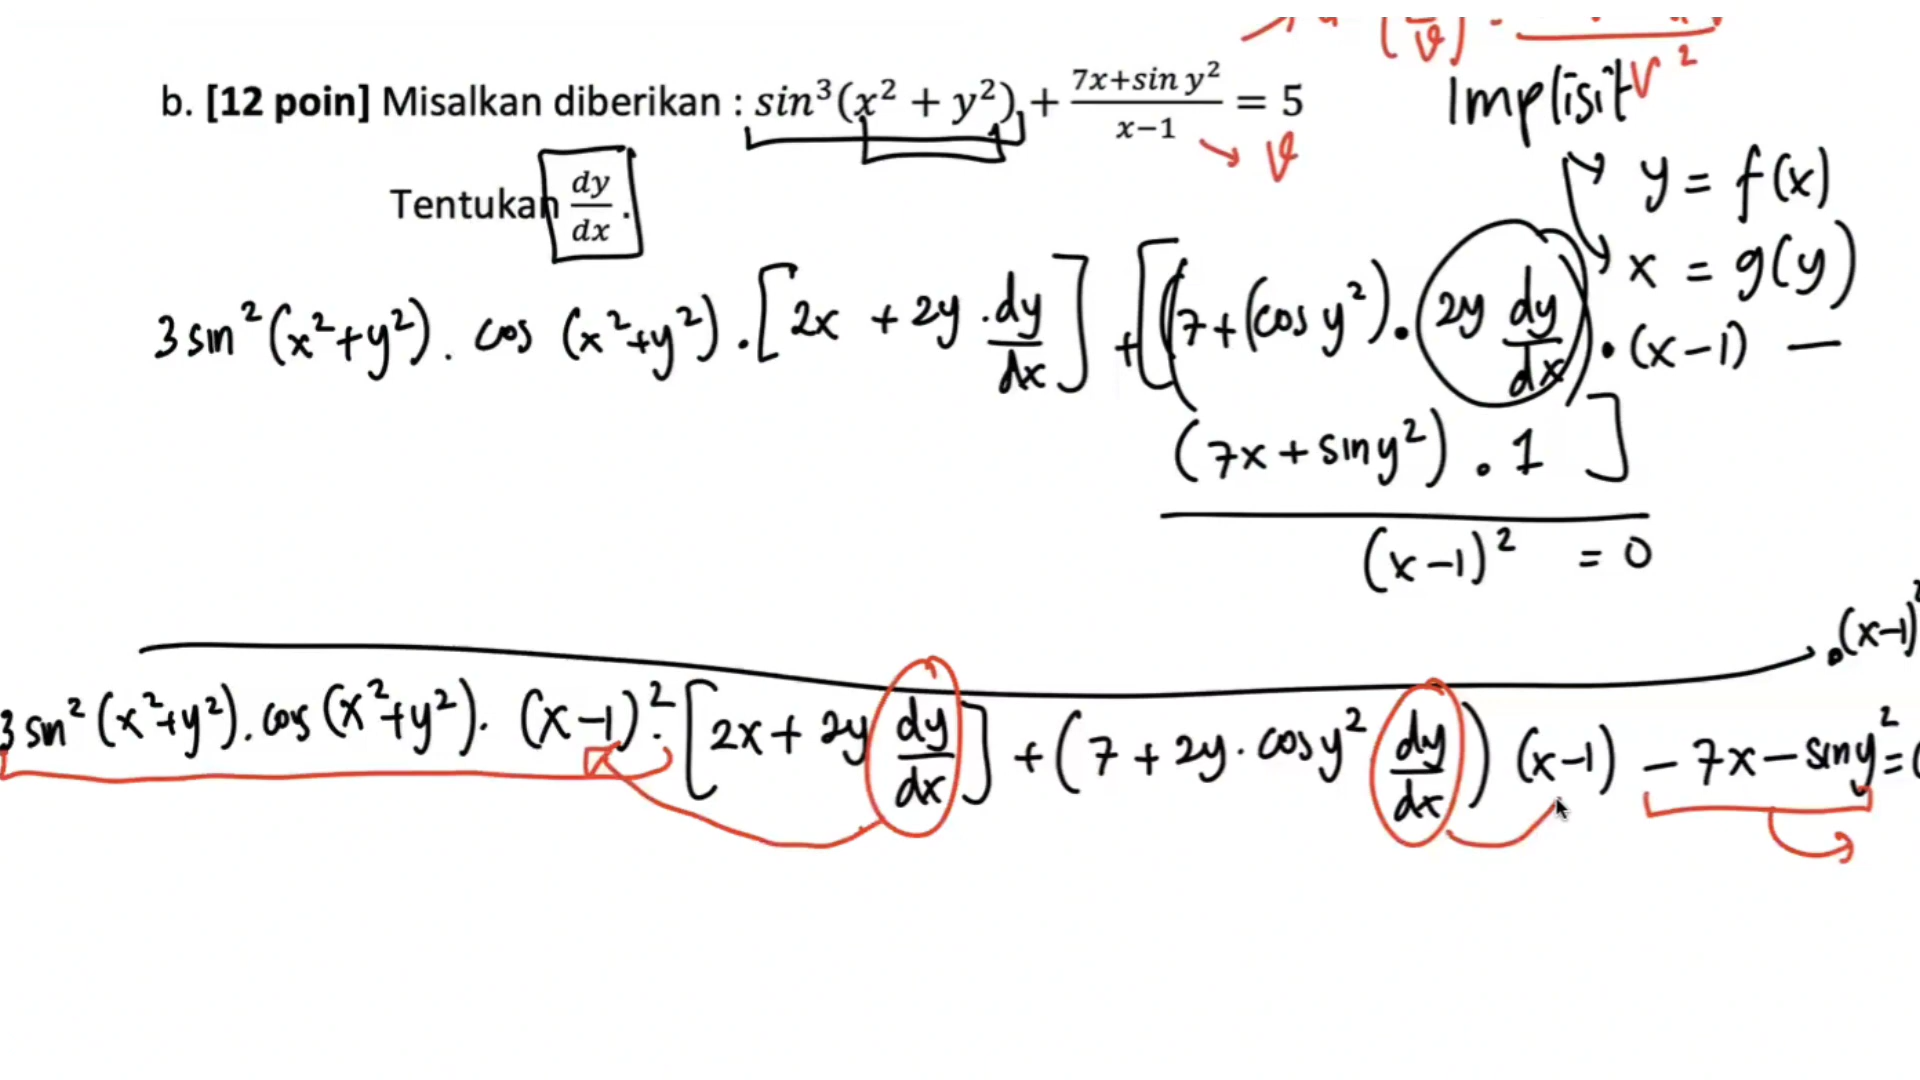 b. [12 poin] Misalkan diberikan : sin³(x² + y²) + (7x+sin y²)/(x−1) = 5
Implisit
V²
→ V
Tentukan dy/dx .
y = f(x)
x = g(y)
3 sin²(x²+y²) . cos (x²+y²) . [2x + 2y . dy/dx] + [(7+(cos y²) . 2y dy/dx) . (x−1) −
(7x + sin y²) . 1 ]
(x−1)² = 0
.(x−1)²
3 sin² (x²+y²) . cos (x²+y²) . (x−1)² . [2x + 2y dy/dx] + (7 + 2y . cos y² dy/dx) (x−1) − 7x − sin y² =